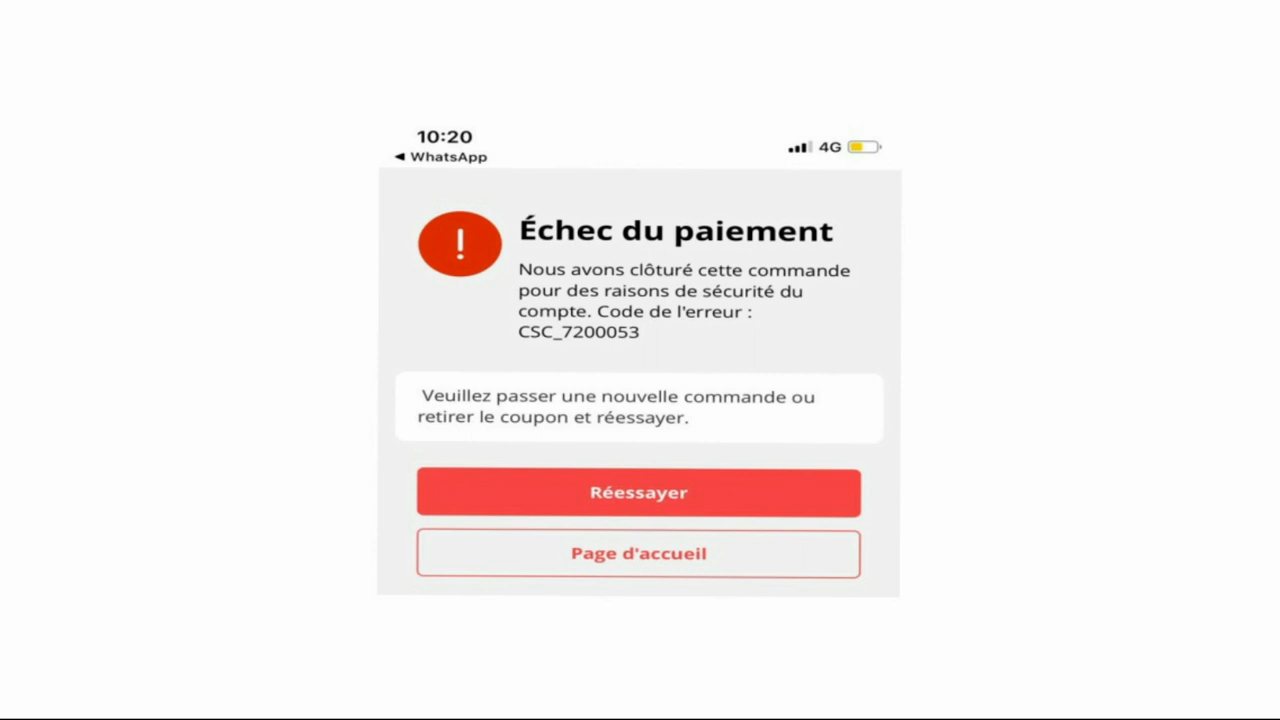 10:20
◀ WhatsApp
4G
Échec du paiement
Nous avons clôturé cette commande
pour des raisons de sécurité du
compte. Code de l'erreur :
CSC_7200053
Veuillez passer une nouvelle commande ou
retirer le coupon et réessayer.
Réessayer
Page d'accueil